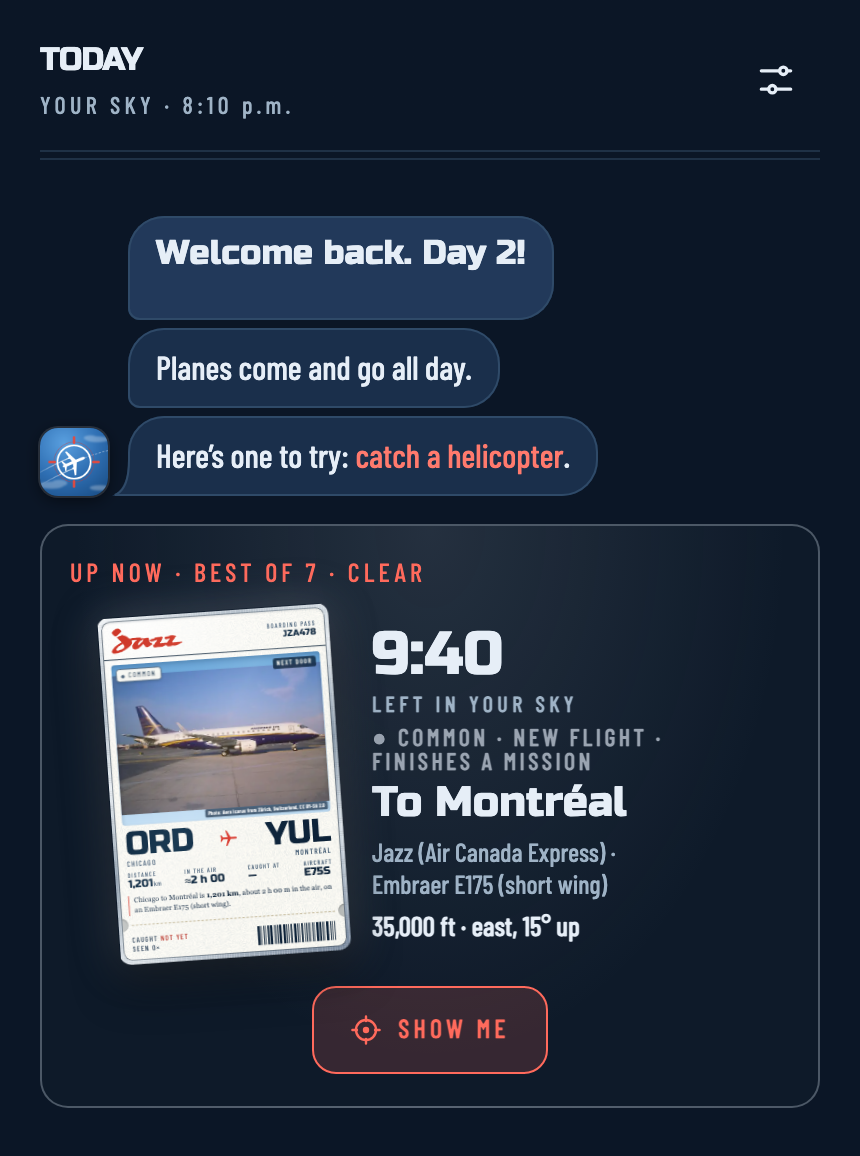 TODAY
YOUR SKY · 8:10 p.m.
Welcome back. Day 2!
Planes come and go all day.
Here’s one to try: catch a helicopter.
UP NOW · BEST OF 7 · CLEAR
Jazz
BOARDING PASS
JZA478
COMMON
NEXT DOOR
ORD
YUL
CHICAGO
MONTRÉAL
DISTANCE
IN THE AIR
CAUGHT AT
AIRCRAFT
1,201 km
≈2 h 00
—
E75S
Chicago to Montréal is 1,201 km, about 2 h 00 m in the air, on
an Embraer E175 (short wing).
CAUGHT NOT YET
SEEN 0×
9:40
LEFT IN YOUR SKY
● COMMON · NEW FLIGHT ·
FINISHES A MISSION
To Montréal
Jazz (Air Canada Express) ·
Embraer E175 (short wing)
35,000 ft · east, 15° up
SHOW ME